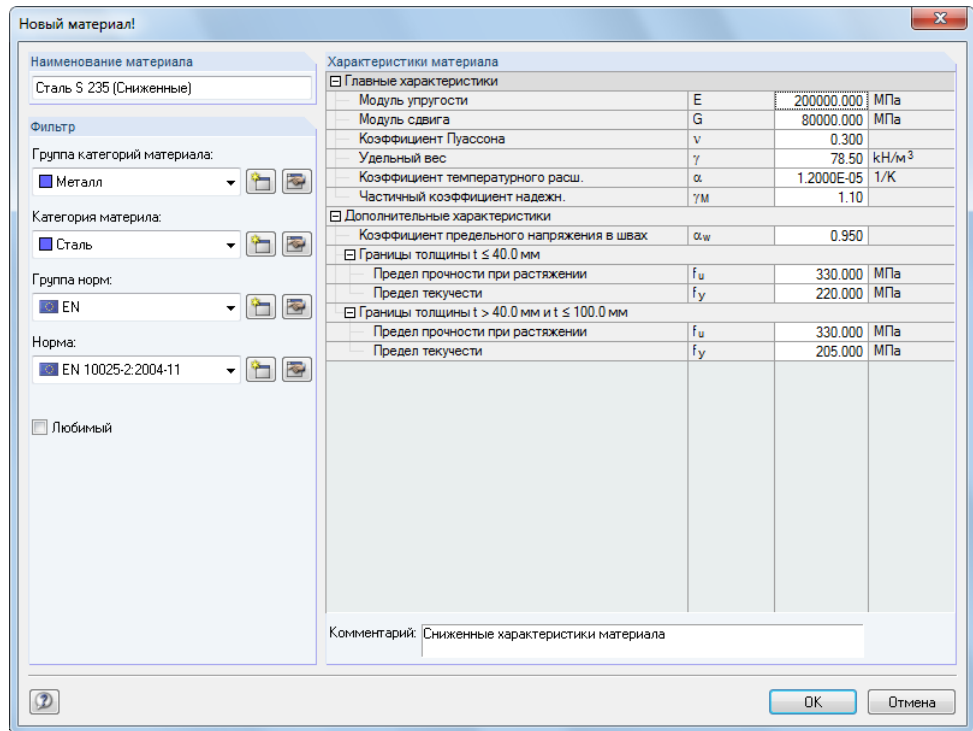 Новый материал!
Наименование материала
Сталь S 235 (Сниженные)
Фильтр
Группа категорий материала:
Металл
Категория материла:
Сталь
Группа норм:
EN
Норма:
EN 10025-2:2004-11
Любимый
Характеристики материала
Главные характеристики
Модуль упругости E 200000.000 МПа
Модуль сдвига G 80000.000 МПа
Коэффициент Пуассона ν 0.300
Удельный вес γ 78.50 kH/м³
Коэффициент температурного расш. α 1.2000E-05 1/K
Частичный коэффициент надежн. γM 1.10
Дополнительные характеристики
Коэффициент предельного напряжения в швах αw 0.950
Границы толщины t ≤ 40.0 мм
Предел прочности при растяжении fu 330.000 МПа
Предел текучести fy 220.000 МПа
Границы толщины t > 40.0 мм и t ≤ 100.0 мм
Предел прочности при растяжении fu 330.000 МПа
Предел текучести fy 205.000 МПа
Комментарий: Сниженные характеристики материала
OK Отмена